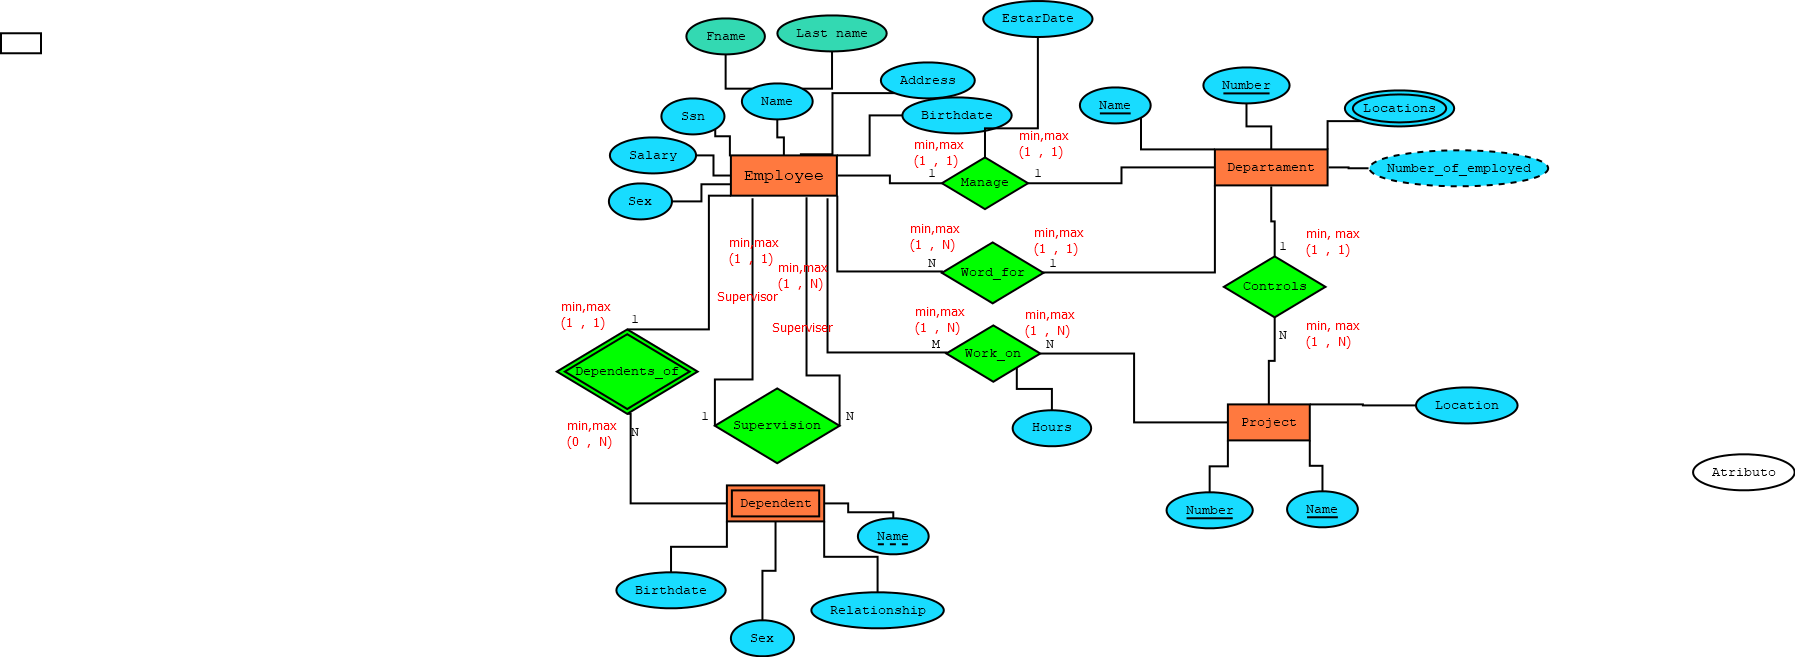 EstarDate
Fname
Last name
Address
Number
Name
Name
Locations
Ssn
Birthdate
min,max
(1 , 1)
min,max
(1 , 1)
Salary
Employee
1
Manage
1
Departament
Number_of_employed
Sex
min,max
(1 , N)
min,max
(1 , 1)
min, max
(1 , 1)
min,max
(1 , 1)
N
Word_for
1
1
min,max
(1 , N)
Controls
Supervisor
min,max
(1 , 1)
1
min,max
(1 , N)
min,max
(1 , N)
min, max
(1 , N)
Superviser
M
Work_on
N
N
Dependents_of
1
Supervision
N
Hours
Location
Project
min,max
(0 , N)
N
Atributo
Dependent
Number
Name
Name
Birthdate
Relationship
Sex